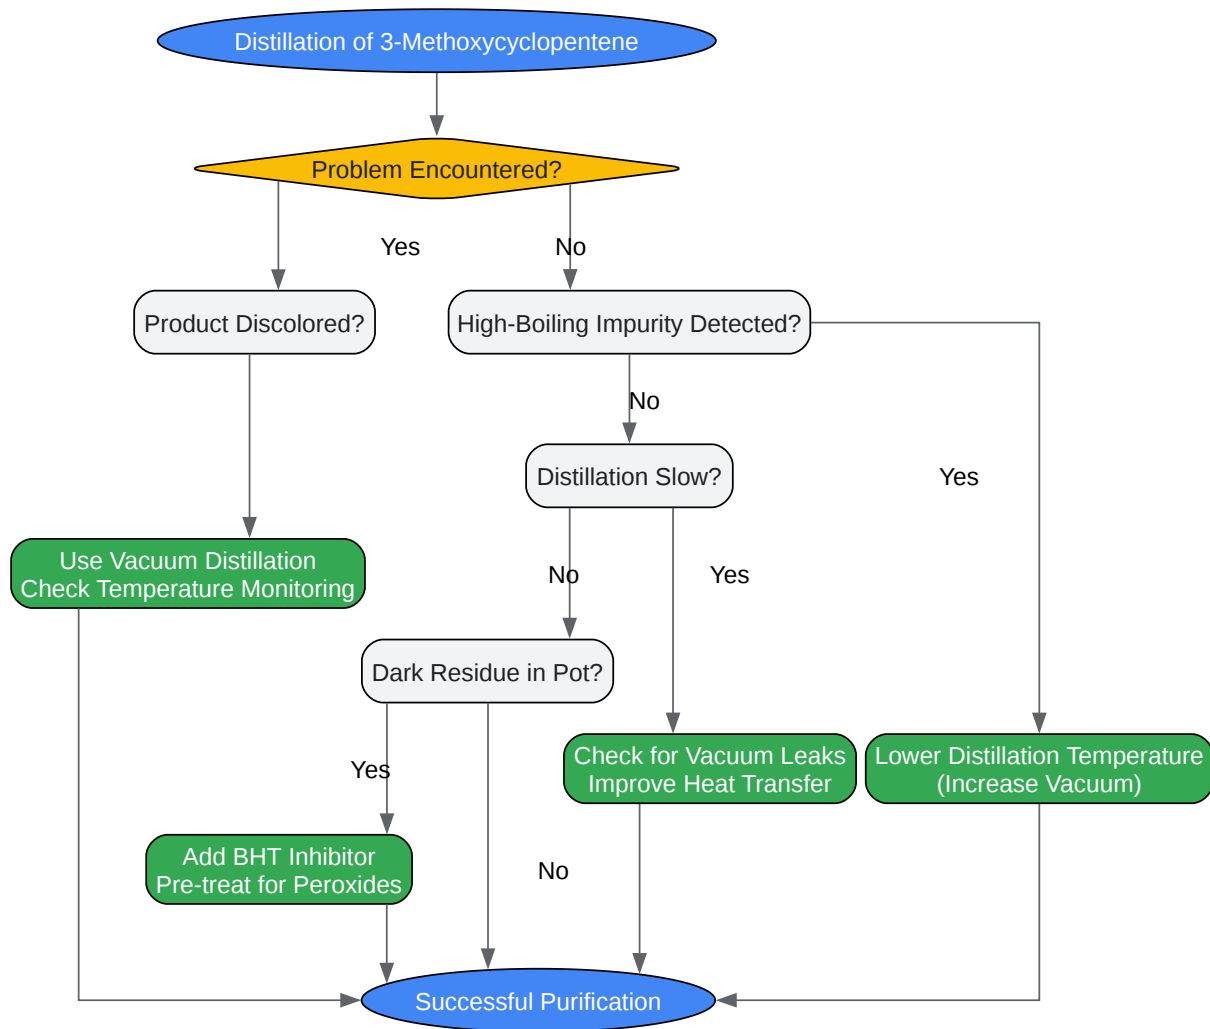 Distillation of 3-Methoxycyclopentene
Problem Encountered?
Yes
No
Product Discolored?
High-Boiling Impurity Detected?
No
Distillation Slow?
Yes
Use Vacuum Distillation
Check Temperature Monitoring
No
Yes
Dark Residue in Pot?
Check for Vacuum Leaks
Improve Heat Transfer
Lower Distillation Temperature
(Increase Vacuum)
Yes
Add BHT Inhibitor
Pre-treat for Peroxides
No
Successful Purification